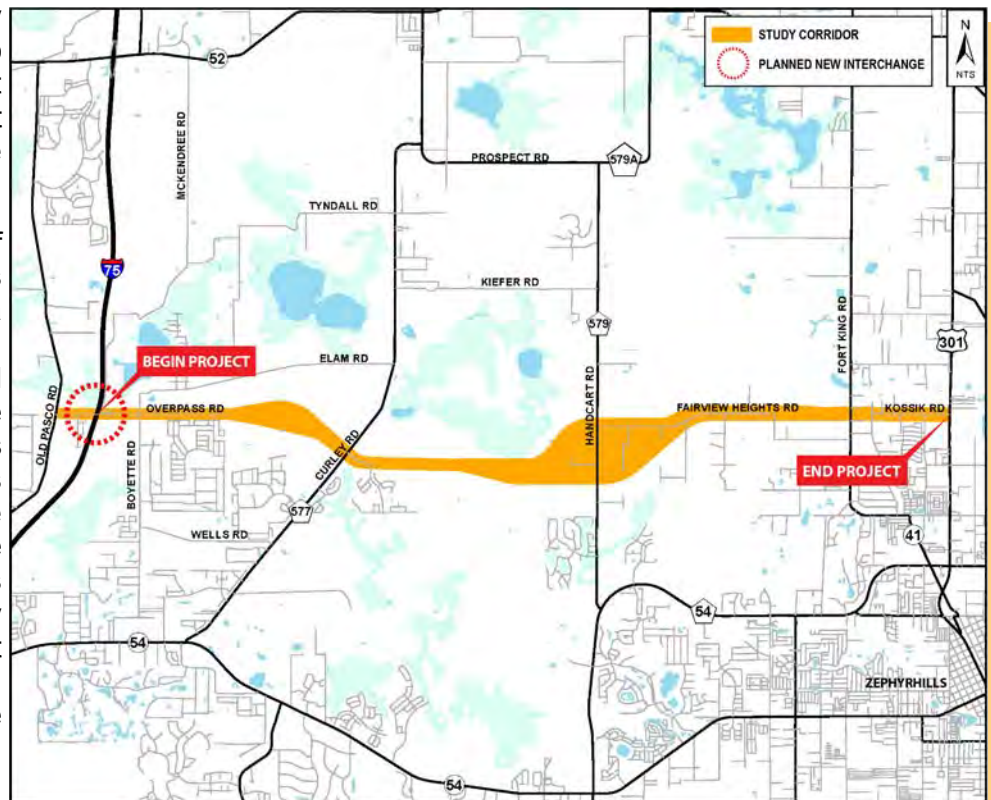 STUDY CORRIDOR
PLANNED NEW INTERCHANGE
N
NTS
52
MCKENDREE RD
PROSPECT RD
579A
TYNDALL RD
75
KIEFER RD
579
FORT KING RD
301
BEGIN PROJECT
ELAM RD
OLD PASCO RD
OVERPASS RD
HANDCART RD
FAIRVIEW HEIGHTS RD
KOSSIK RD
BOYETTE RD
CURLEY RD
END PROJECT
577
WELLS RD
41
54
54
ZEPHYRHILLS
54